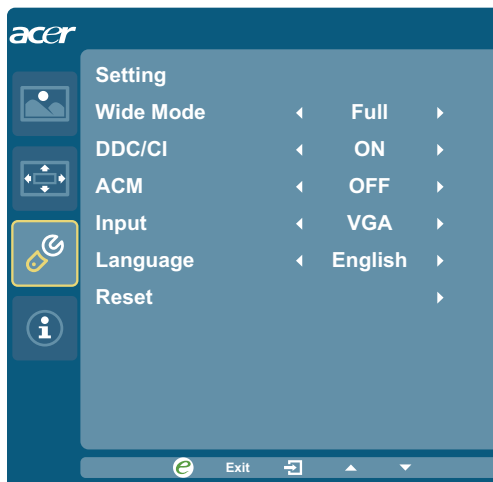 acer
Setting
Wide Mode Full
DDC/CI ON
ACM OFF
Input VGA
Language English
Reset
e Exit